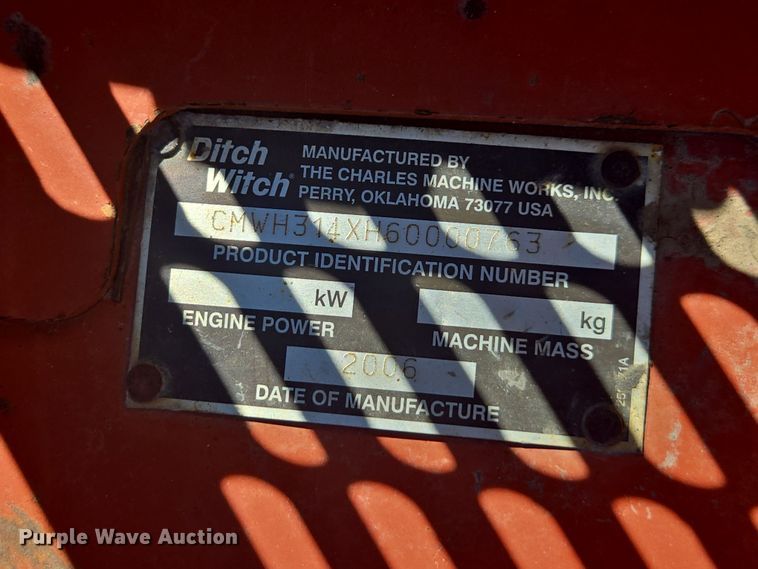 Ditch Witch®
MANUFACTURED BY
THE CHARLES MACHINE WORKS, INC.
PERRY, OKLAHOMA 73077 USA
CMWH314XH60000763
PRODUCT IDENTIFICATION NUMBER
kW
ENGINE POWER
kg
MACHINE MASS
2006
DATE OF MANUFACTURE
Purple Wave Auction